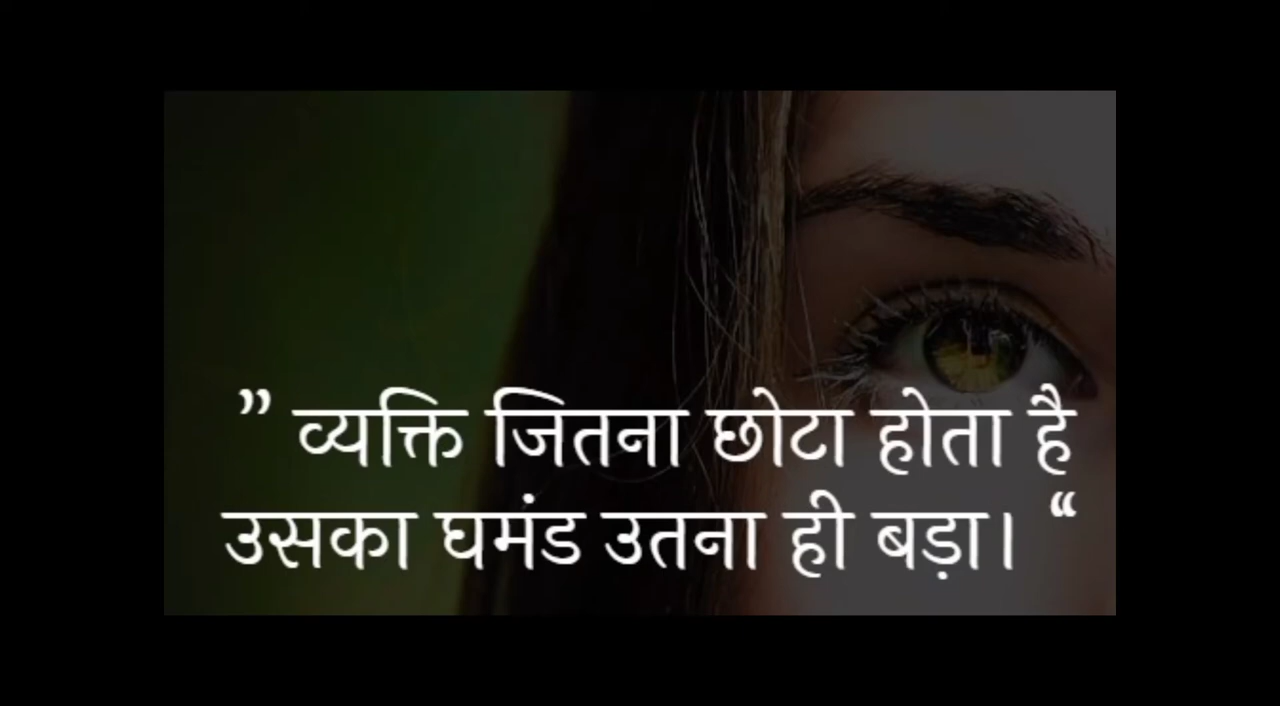 ” व्यक्ति जितना छोटा होता है
उसका घमंड उतना ही बड़ा। “